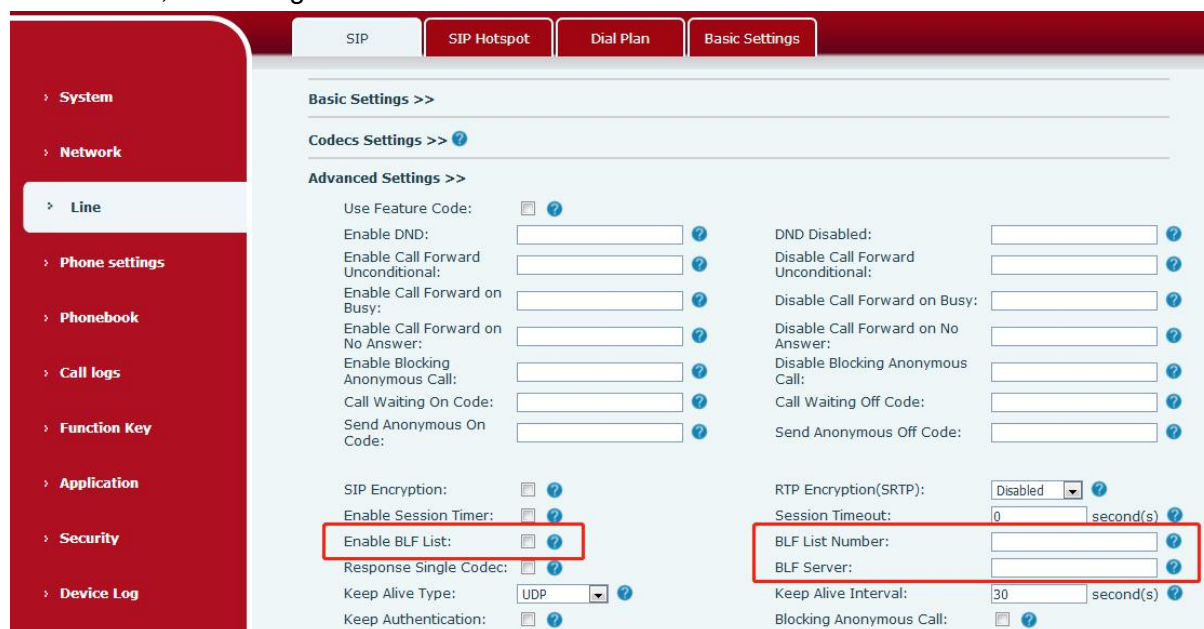 SIP
SIP Hotspot
Dial Plan
Basic Settings
› System
› Network
› Line
› Phone settings
› Phonebook
› Call logs
› Function Key
› Application
› Security
› Device Log
Basic Settings >>
Codecs Settings >> ?
Advanced Settings >>
Use Feature Code: ?
Enable DND: ? DND Disabled: ?
Enable Call Forward
Unconditional: ? Disable Call Forward
Unconditional: ?
Enable Call Forward on
Busy: ? Disable Call Forward on Busy: ?
Enable Call Forward on
No Answer: ? Disable Call Forward on No
Answer: ?
Enable Blocking
Anonymous Call: ? Disable Blocking Anonymous
Call: ?
Call Waiting On Code: ? Call Waiting Off Code: ?
Send Anonymous On
Code: ? Send Anonymous Off Code: ?
SIP Encryption: ? RTP Encryption(SRTP): Disabled ?
Enable Session Timer: ? Session Timeout: 0 second(s) ?
Enable BLF List: ? BLF List Number: ?
Response Single Codec: ? BLF Server: ?
Keep Alive Type: UDP ? Keep Alive Interval: 30 second(s) ?
Keep Authentication: ? Blocking Anonymous Call: ?